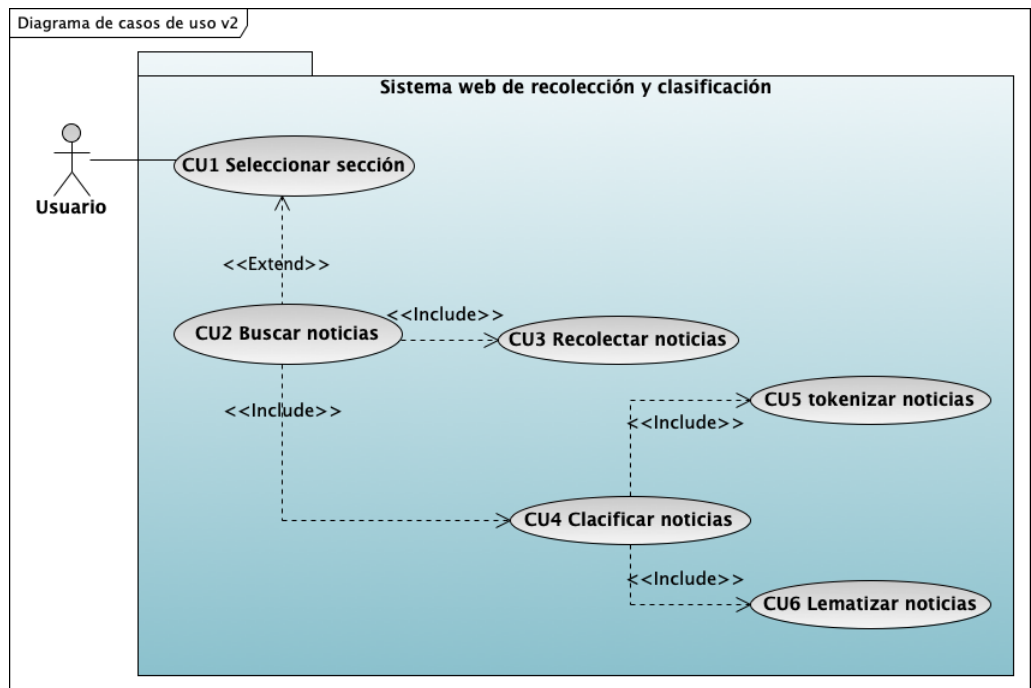 Diagrama de casos de uso v2
Sistema web de recolección y clasificación
Usuario
CU1 Seleccionar sección
<<Extend>>
CU2 Buscar noticias
<<Include>>
CU3 Recolectar noticias
<<Include>>
CU5 tokenizar noticias
<<Include>>
CU4 Clacificar noticias
<<Include>>
CU6 Lematizar noticias